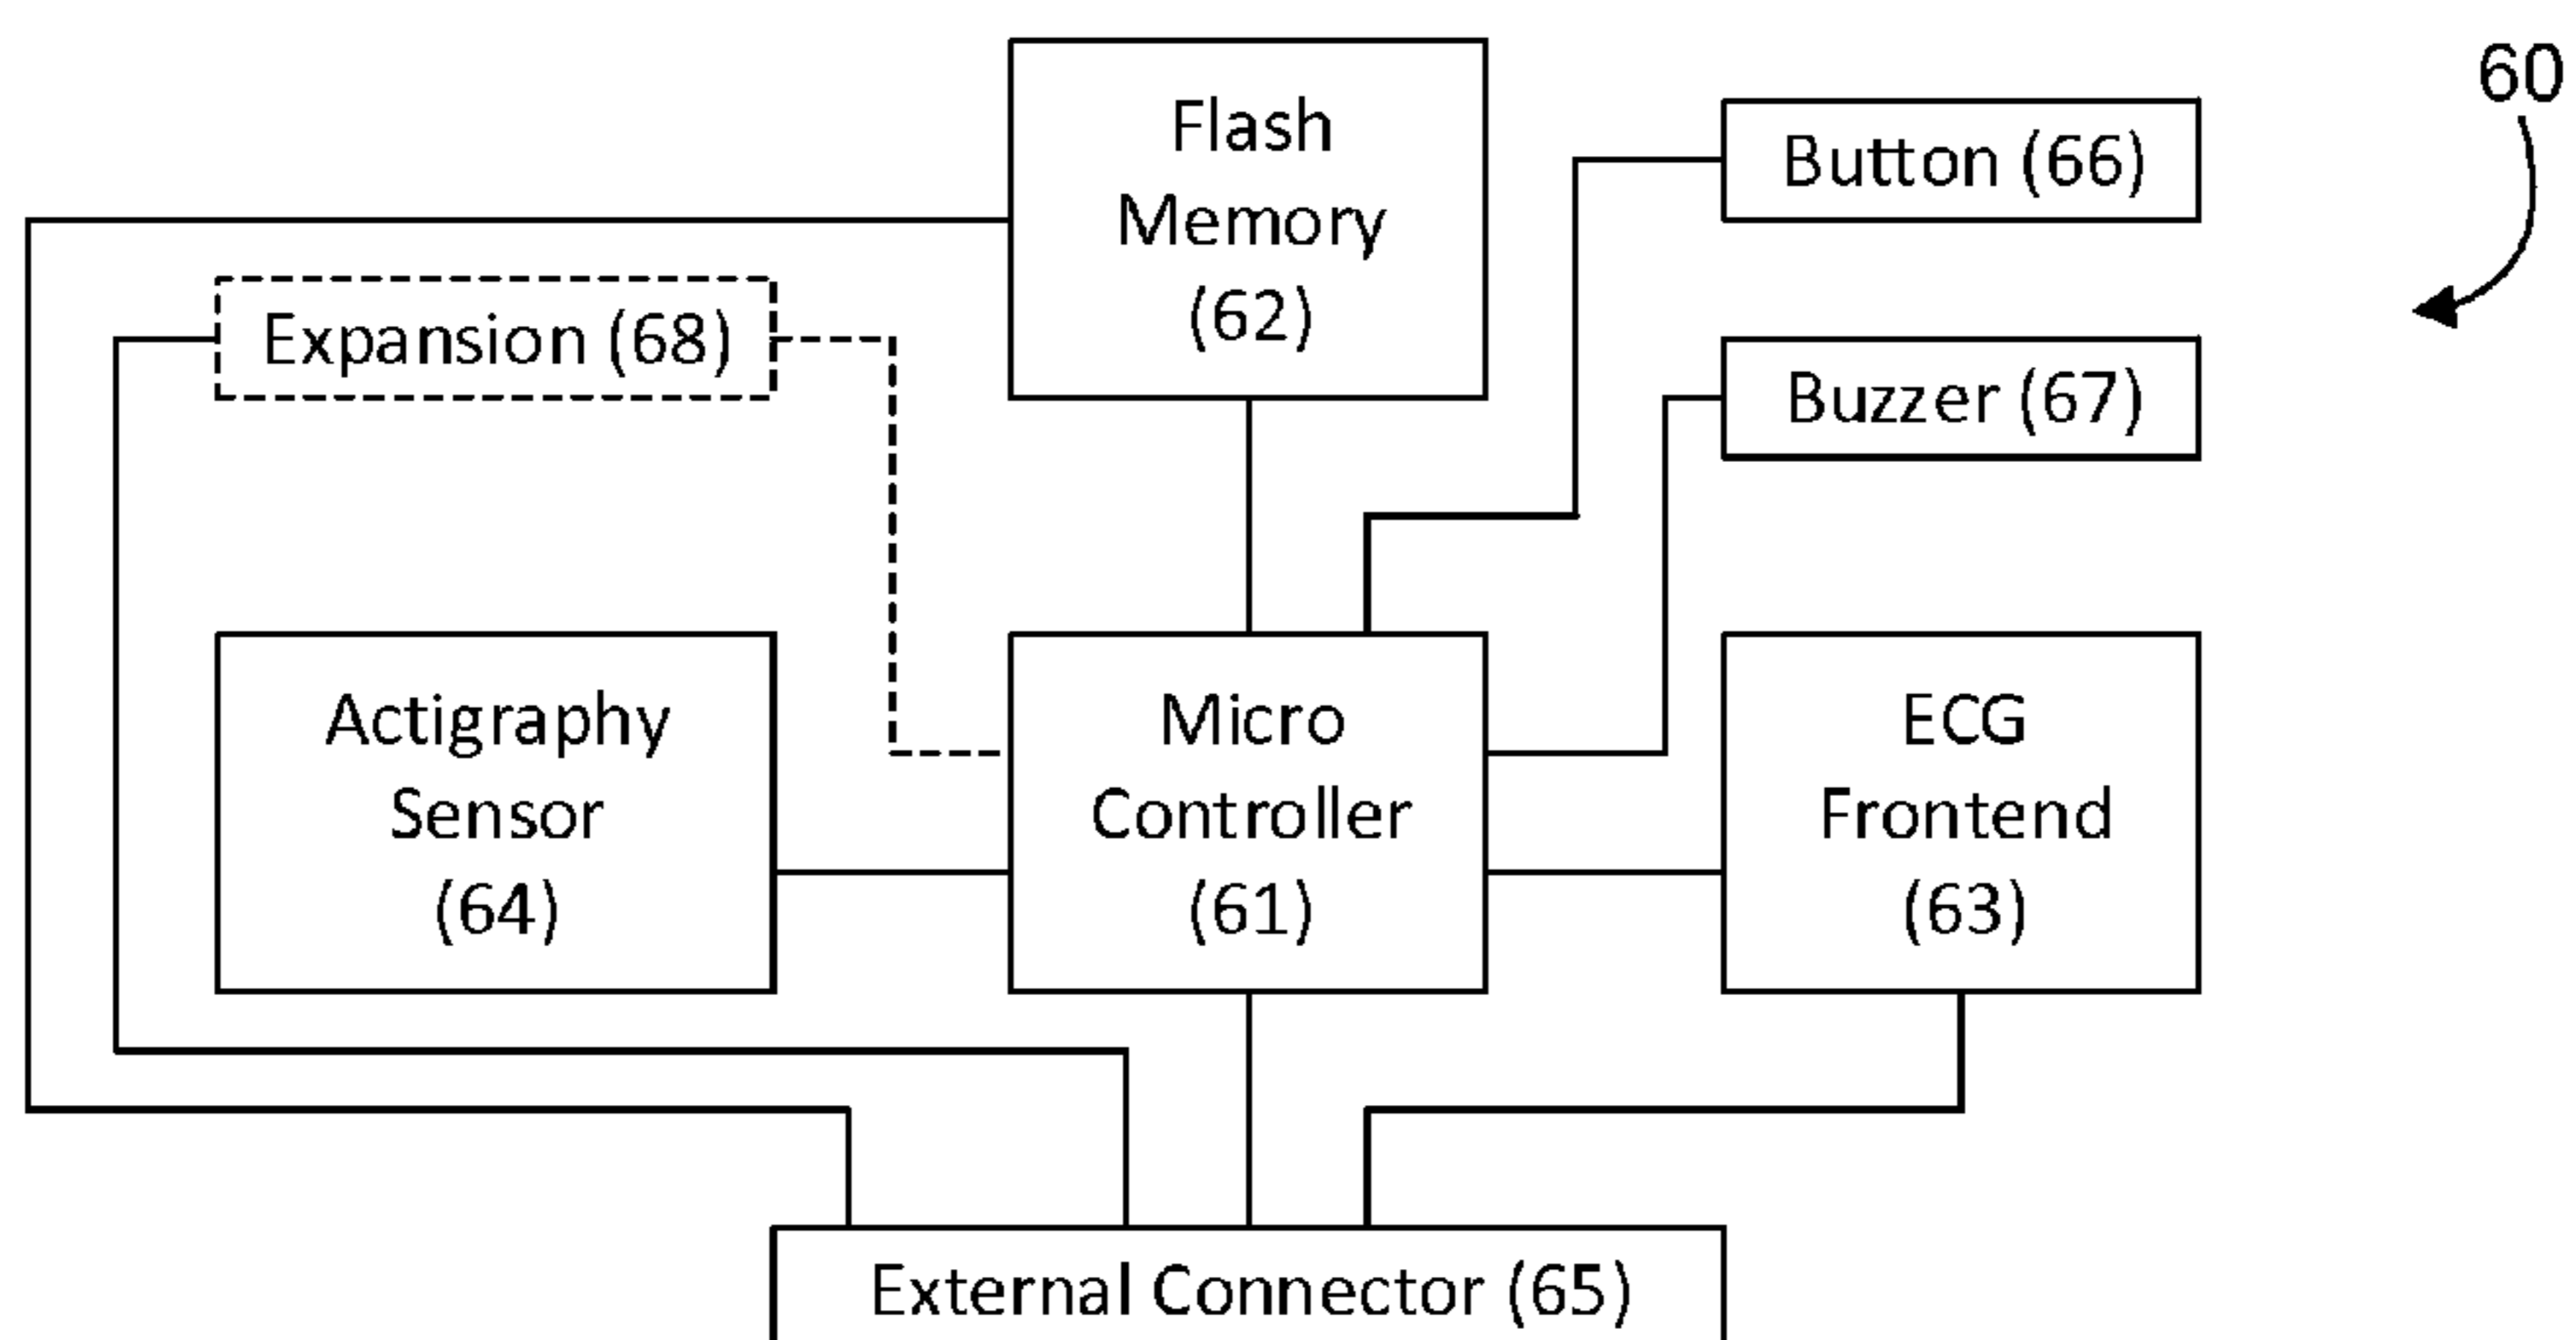 60
Flash
Memory
(62)
Button (66)
Expansion (68)
Buzzer (67)
Actigraphy
Sensor
(64)
Micro
Controller
(61)
ECG
Frontend
(63)
External Connector (65)